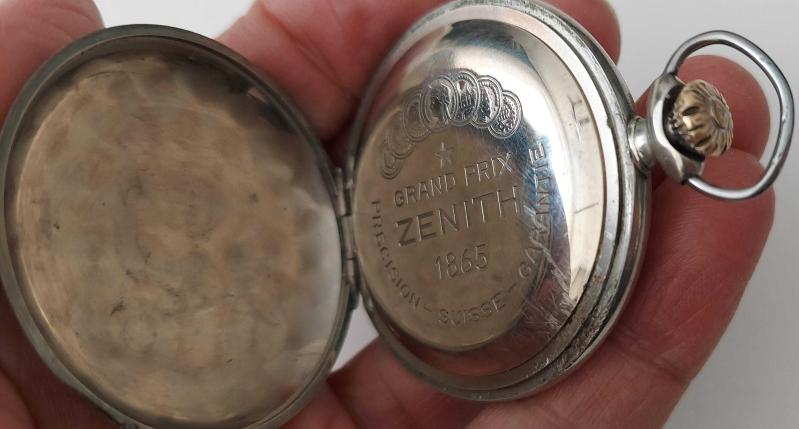 GRAND PRIX
ZENITH
1865
PRECISION - SUISSE - GARANTIE